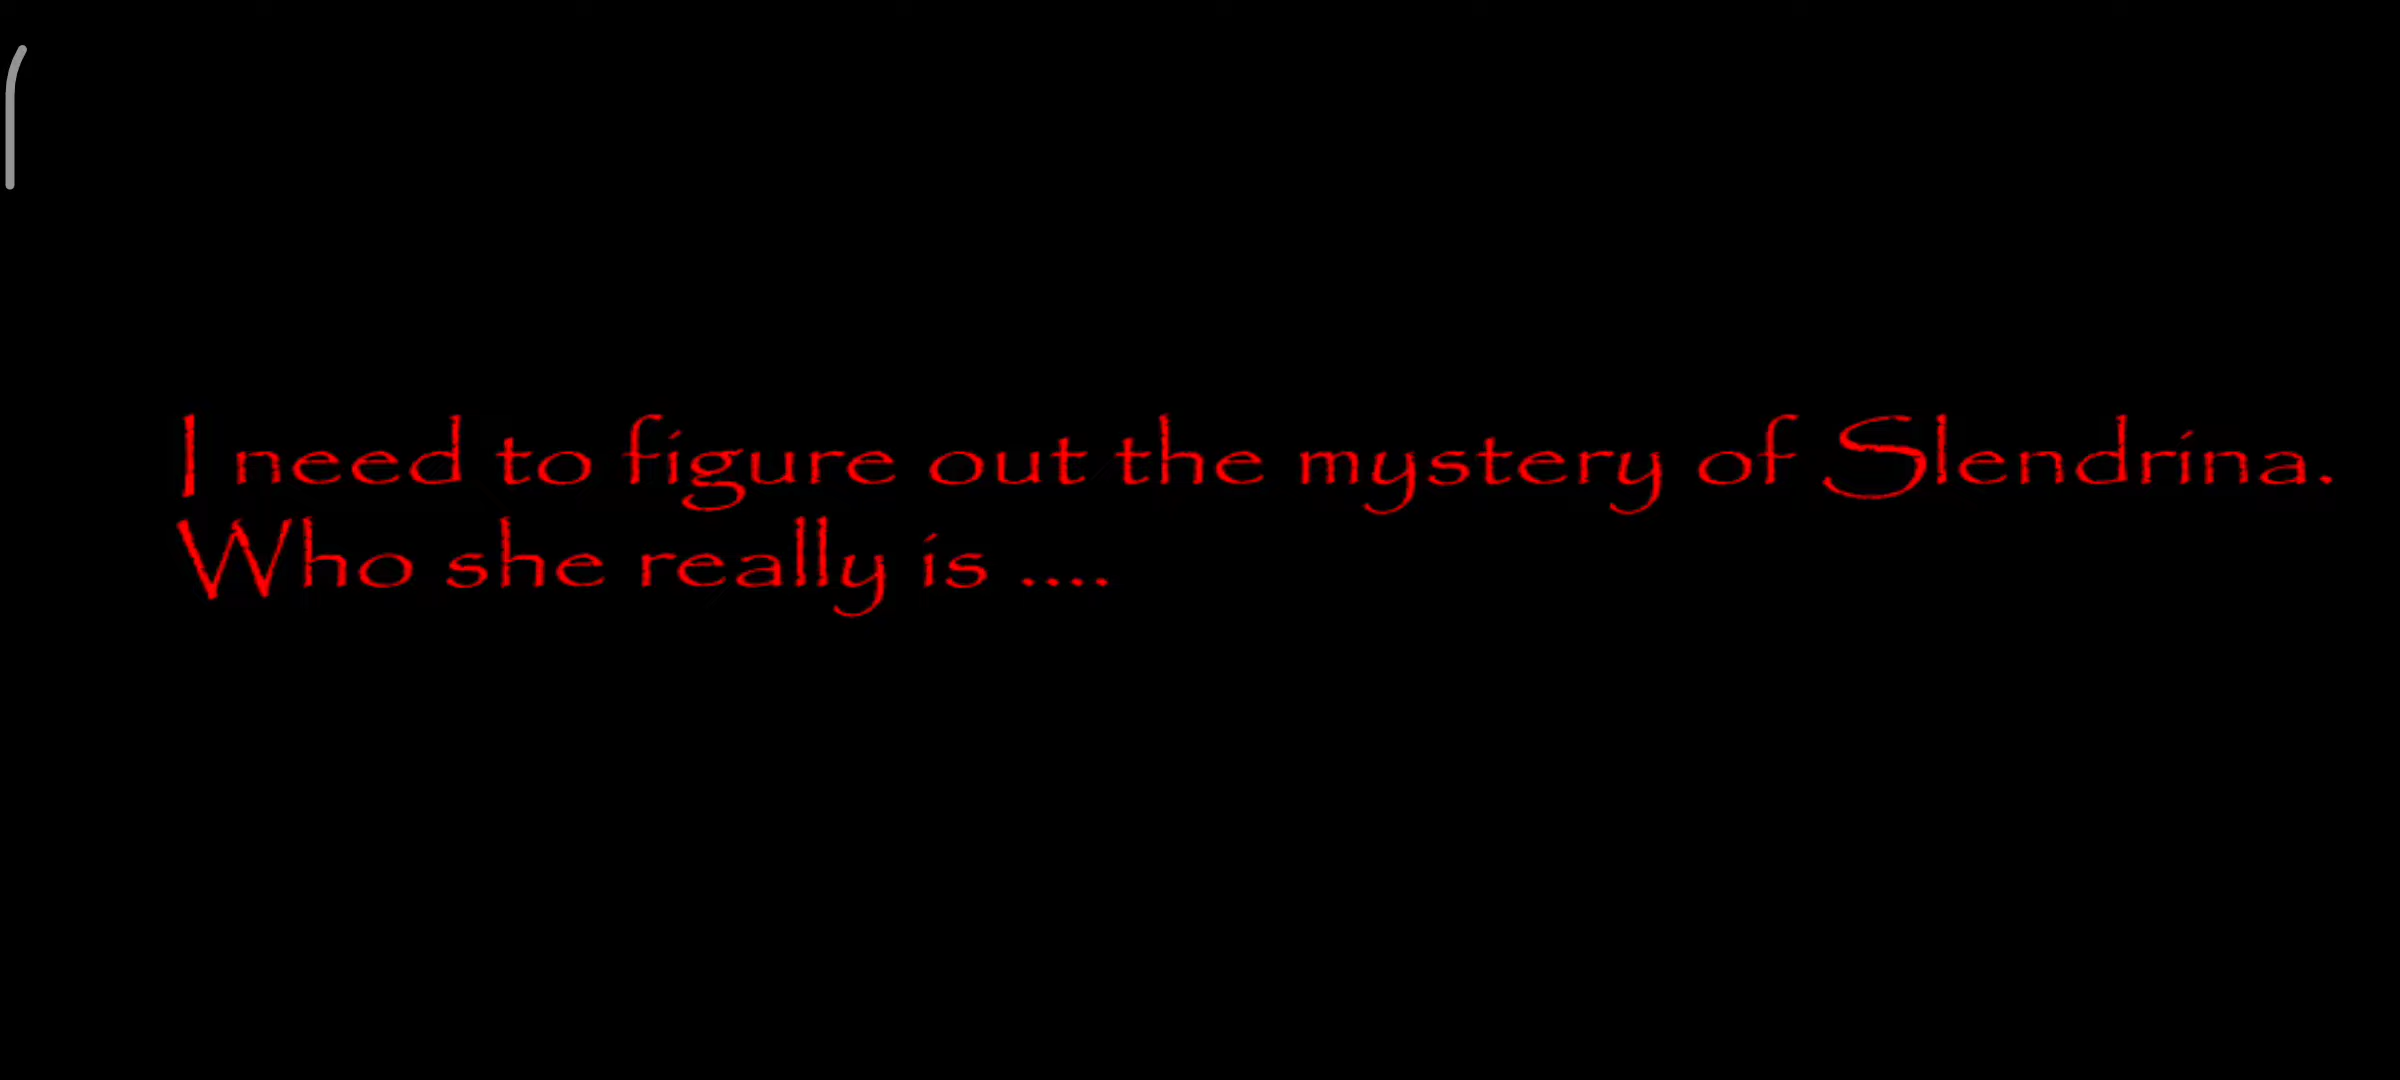 I need to figure out the mystery of Slendrina.
Who she really is ....